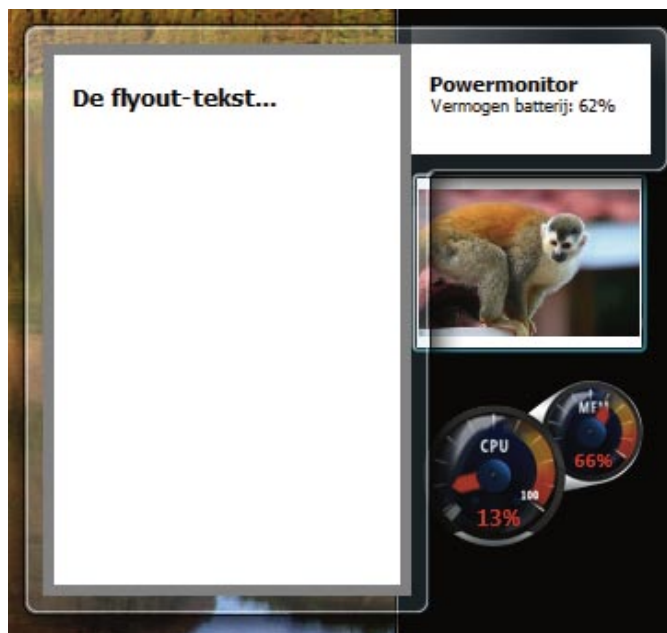 De flyout-tekst...
Powermonitor
Vermogen batterij: 62%
MEM
66%
CPU
100
13%